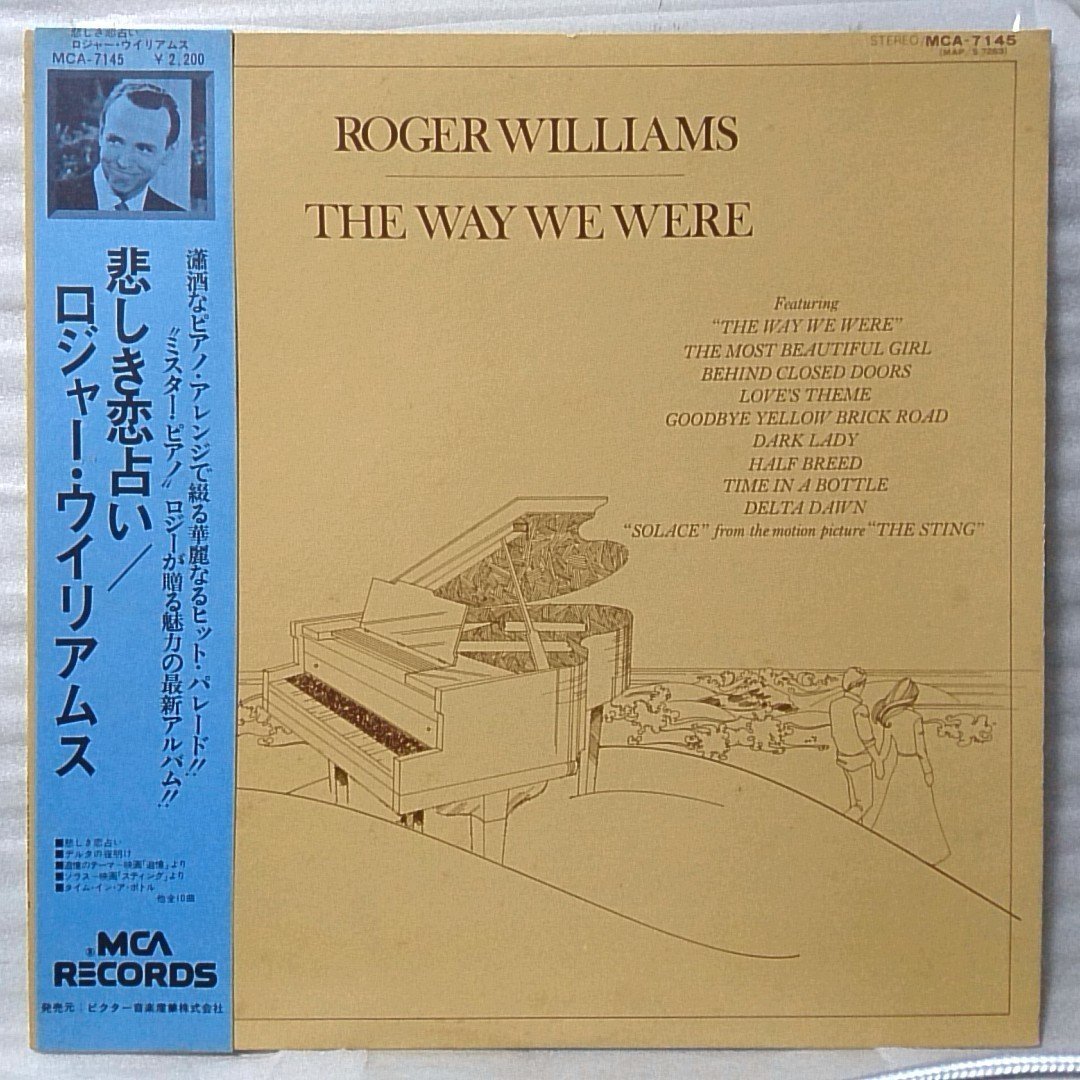 悲しき恋占い
ロジャー・ウイリアムス
MCA-7145 ￥2,200
瀟洒なピアノ・アレンジで綴る華麗なるヒット・パレード!!
"ミスター・ピアノ" ロジーが贈る魅力の最新アルバム!!
悲しき恋占い／
ロジャー・ウイリアムス
■悲しき恋占い
■デルタの夜明け
■追憶のテーマ－映画「追憶」より
■ソラス－映画「スティング」より
■タイム・イン・ア・ボトル
他全10曲
MCA
RECORDS
発売元：ビクター音楽産業株式会社
STEREO/MCA-7145
(MAP/S 7263)
ROGER WILLIAMS
THE WAY WE WERE
Featuring
"THE WAY WE WERE"
THE MOST BEAUTIFUL GIRL
BEHIND CLOSED DOORS
LOVE'S THEME
GOODBYE YELLOW BRICK ROAD
DARK LADY
HALF BREED
TIME IN A BOTTLE
DELTA DAWN
"SOLACE" from the motion picture "THE STING"